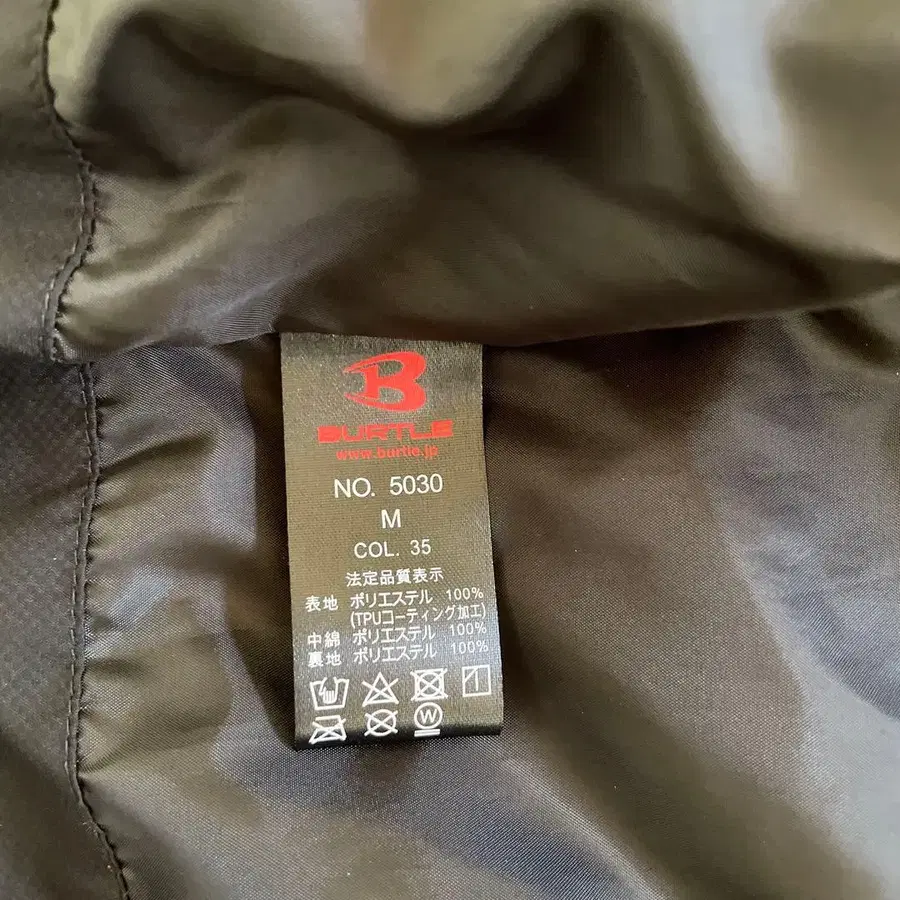 B
BURTLE
www.burtle.jp
NO. 5030
M
COL. 35
法定品質表示
表地 ポリエステル 100%
(TPUコーティング加工)
中綿 ポリエステル 100%
裏地 ポリエステル 100%
W